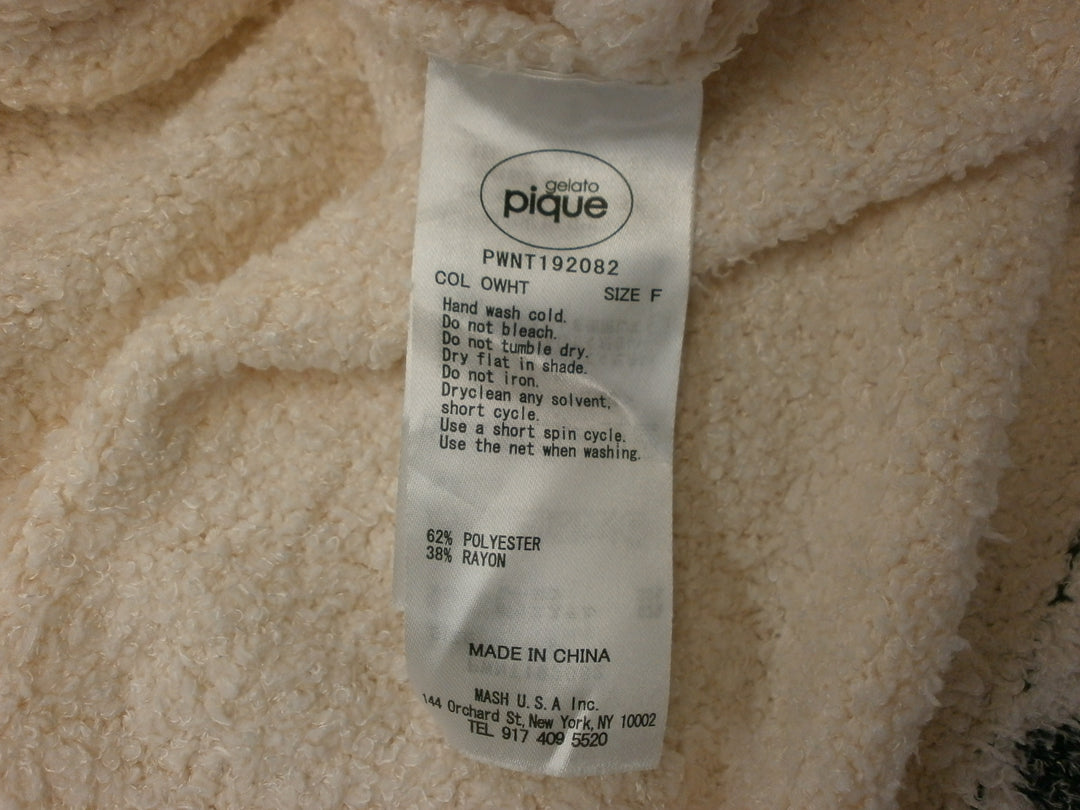 gelato
pique
PWNT192082
COL OWHT SIZE F
Hand wash cold.
Do not bleach.
Do not tumble dry.
Dry flat in shade.
Do not iron.
Dryclean any solvent,
short cycle.
Use a short spin cycle.
Use the net when washing.
62% POLYESTER
38% RAYON
MADE IN CHINA
MASH U.S.A Inc.
144 Orchard St, New York, NY 10002
TEL 917 409 5520